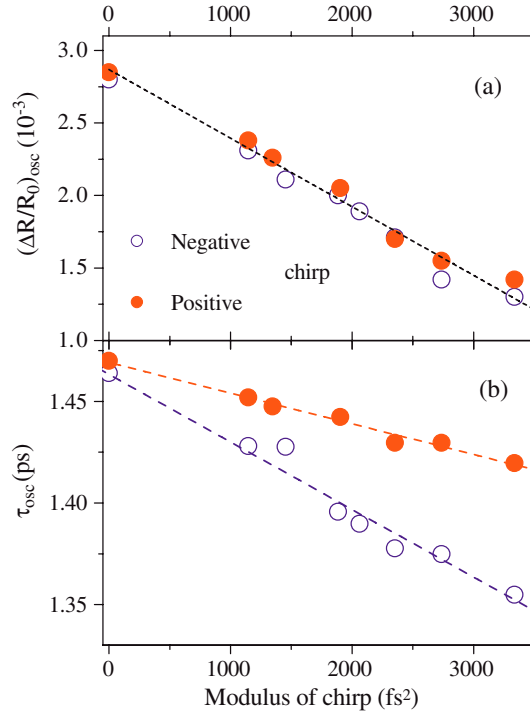 0 1000 2000 3000
3.0
2.5
2.0
1.5
1.0
(ΔR/R₀)osc (10⁻³)
(a)
Negative
chirp
Positive
1.45
1.40
1.35
τosc (ps)
(b)
0 1000 2000 3000
Modulus of chirp (fs²)